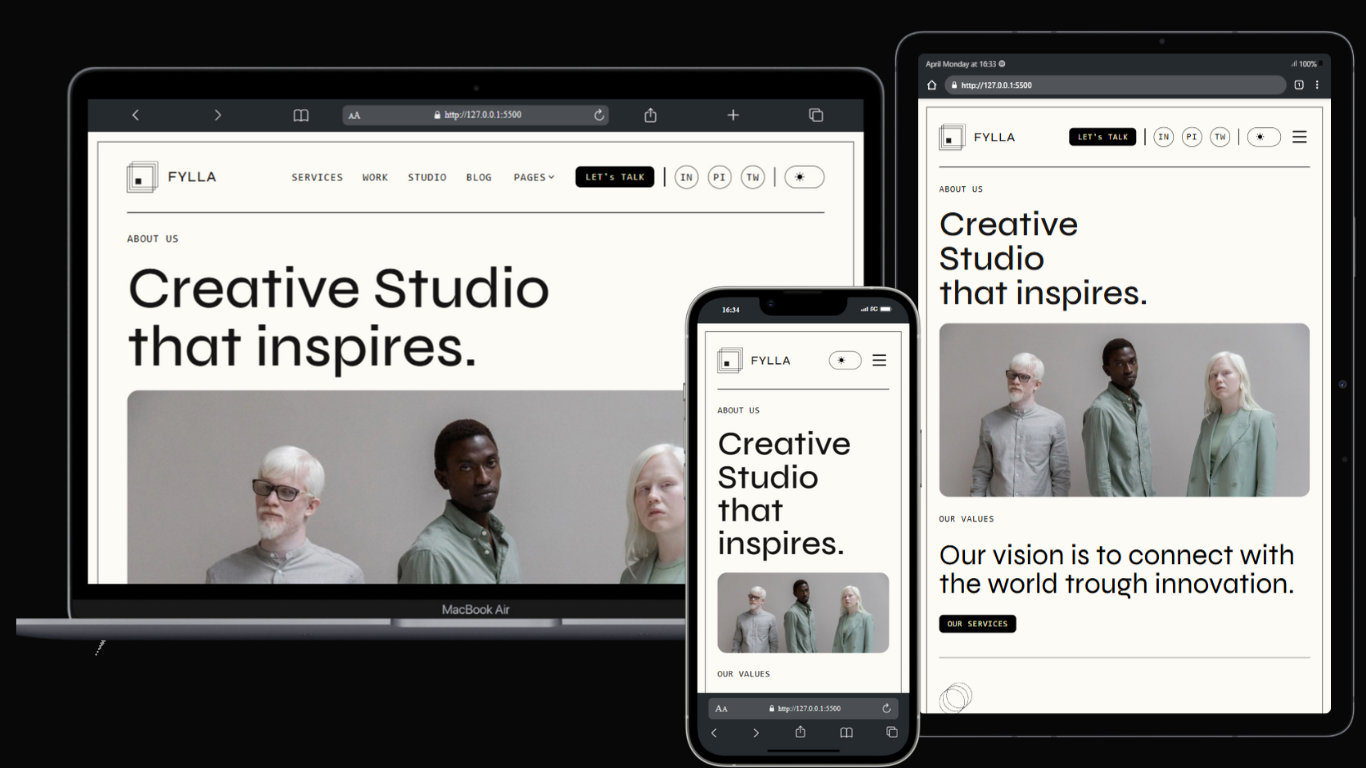 AA http://127.0.0.1:5500
FYLLA SERVICES WORK STUDIO BLOG PAGES LET's TALK IN PI TW
ABOUT US
Creative Studio
that inspires.
MacBook Air
16:34
FYLLA
ABOUT US
Creative
Studio
that
inspires.
OUR VALUES
AA http://127.0.0.1:5500
April Monday at 16:33 100%
http://127.0.0.1:5500 1
FYLLA LET's TALK IN PI TW
ABOUT US
Creative
Studio
that inspires.
OUR VALUES
Our vision is to connect with
the world trough innovation.
OUR SERVICES